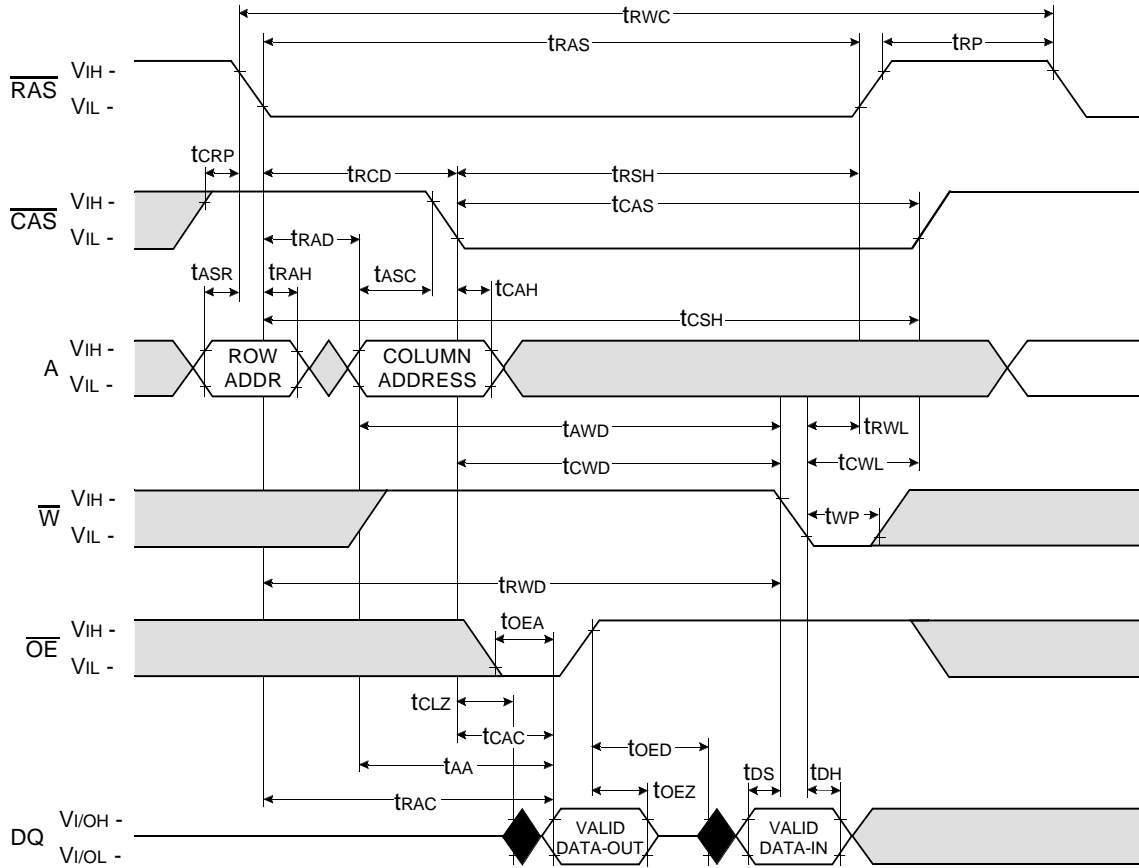 tRWC
tRAS
tRP
RAS
VIH -
VIL -
tCRP
tRCD
tRSH
CAS
VIH -
VIL -
tCAS
tRAD
tASR
tRAH
tASC
tCAH
tCSH
A
VIH -
VIL -
ROW
ADDR
COLUMN
ADDRESS
tAWD
tRWL
tCWD
tCWL
W
VIH -
VIL -
tWP
tRWD
OE
VIH -
VIL -
tOEA
tCLZ
tCAC
tOED
tAA
tOEZ
tDS
tDH
tRAC
DQ
VI/OH -
VI/OL -
VALID
DATA-OUT
VALID
DATA-IN